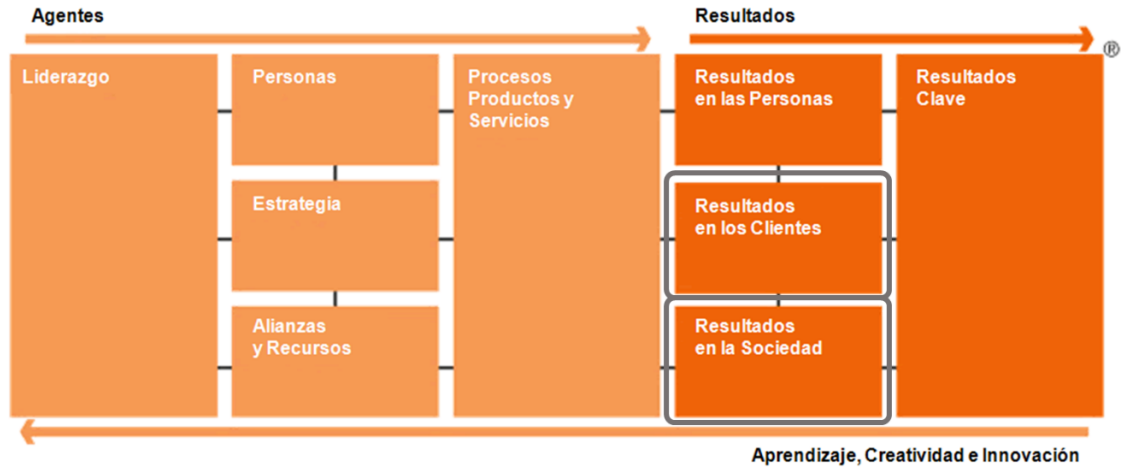 Agentes
Resultados
®
Liderazgo
Personas
Procesos
Productos y
Servicios
Resultados
en las Personas
Resultados
Clave
Estrategia
Resultados
en los Clientes
Alianzas
y Recursos
Resultados
en la Sociedad
Aprendizaje, Creatividad e Innovación